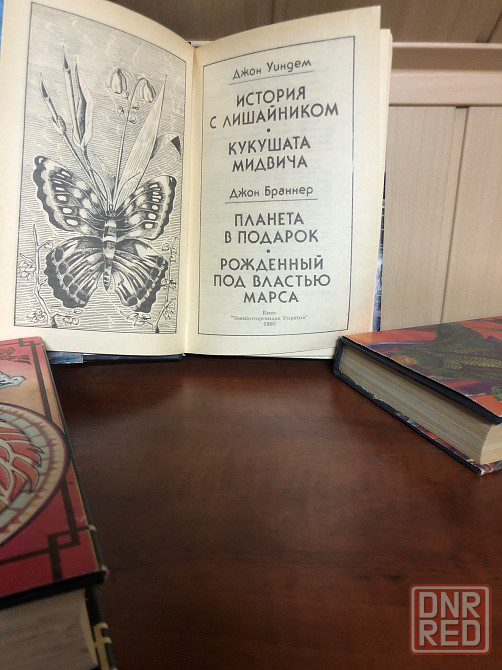 Джон Уиндем
ИСТОРИЯ
С ЛИШАЙНИКОМ
•
КУКУШАТА
МИДВИЧА
Джон Браннер
ПЛАНЕТА
В ПОДАРОК
•
РОЖДЕННЫЙ
ПОД ВЛАСТЬЮ
МАРСА
Киев
DNR
RED